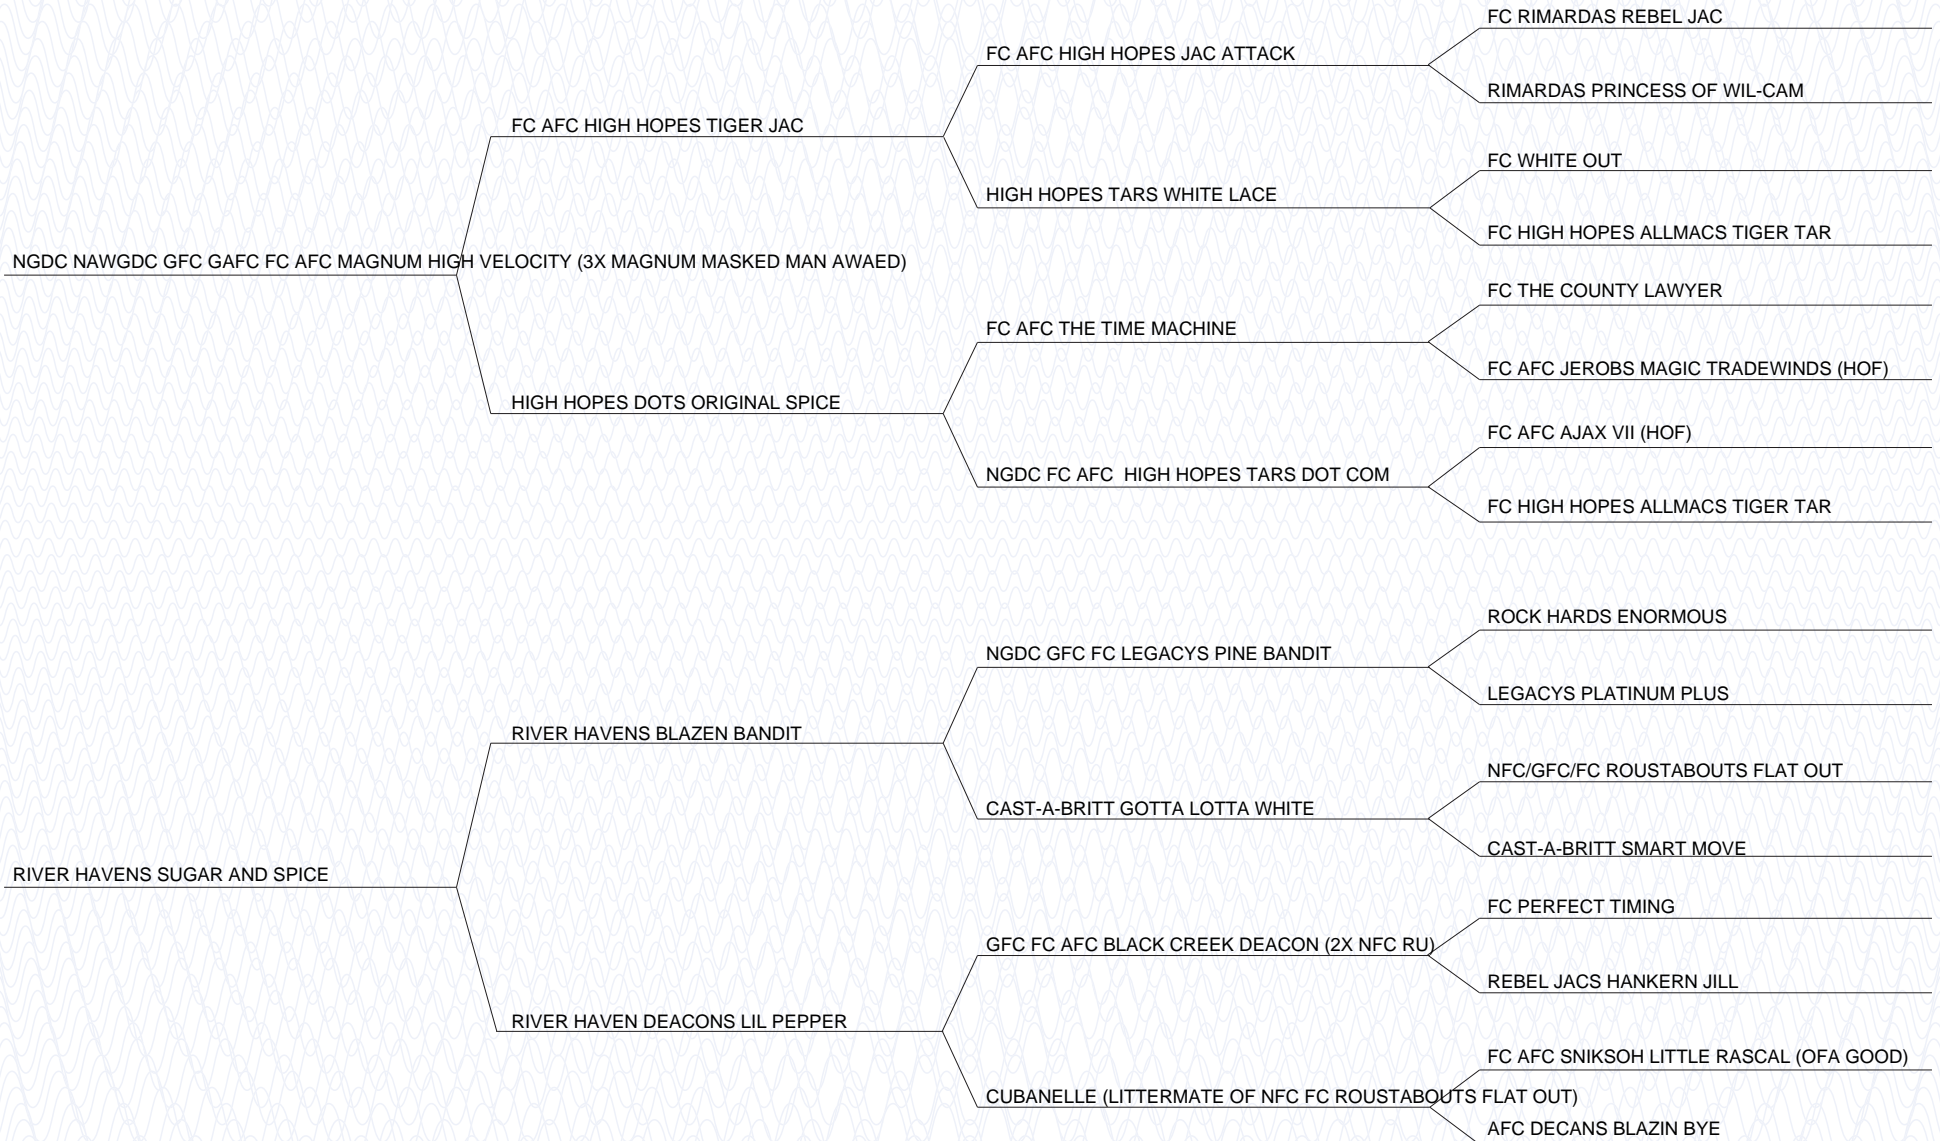 FC RIMARDAS REBEL JAC
FC AFC HIGH HOPES JAC ATTACK
RIMARDAS PRINCESS OF WIL-CAM
FC AFC HIGH HOPES TIGER JAC
FC WHITE OUT
HIGH HOPES TARS WHITE LACE
FC HIGH HOPES ALLMACS TIGER TAR
NGDC NAWGDC GFC GAFC FC AFC MAGNUM HIGH VELOCITY (3X MAGNUM MASKED MAN AWAED)
FC THE COUNTY LAWYER
FC AFC THE TIME MACHINE
FC AFC JEROBS MAGIC TRADEWINDS (HOF)
HIGH HOPES DOTS ORIGINAL SPICE
FC AFC AJAX VII (HOF)
NGDC FC AFC  HIGH HOPES TARS DOT COM
FC HIGH HOPES ALLMACS TIGER TAR
ROCK HARDS ENORMOUS
NGDC GFC FC LEGACYS PINE BANDIT
LEGACYS PLATINUM PLUS
RIVER HAVENS BLAZEN BANDIT
NFC/GFC/FC ROUSTABOUTS FLAT OUT
CAST-A-BRITT GOTTA LOTTA WHITE
CAST-A-BRITT SMART MOVE
RIVER HAVENS SUGAR AND SPICE
FC PERFECT TIMING
GFC FC AFC BLACK CREEK DEACON (2X NFC RU)
REBEL JACS HANKERN JILL
RIVER HAVEN DEACONS LIL PEPPER
FC AFC SNIKSOH LITTLE RASCAL (OFA GOOD)
CUBANELLE (LITTERMATE OF NFC FC ROUSTABOUTS FLAT OUT)
AFC DECANS BLAZIN BYE